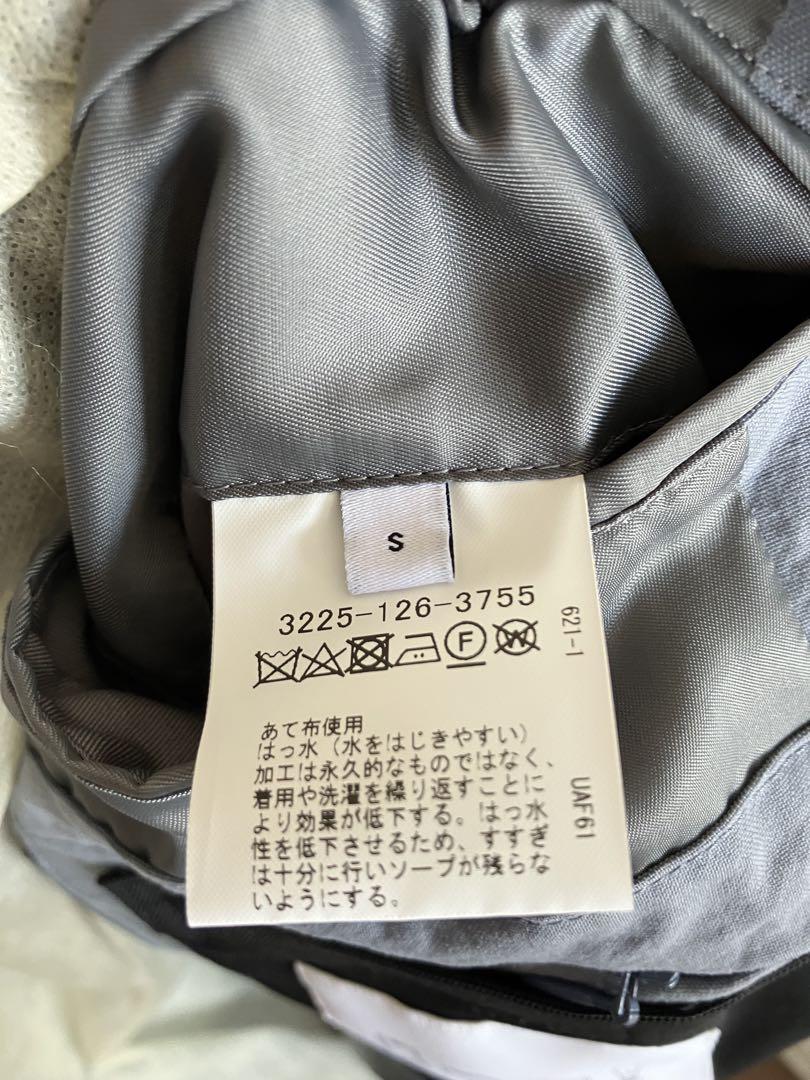 S
3225-126-3755
621-1
F
W
あて布使用
はっ水（水をはじきやすい）
加工は永久的なものではなく、
着用や洗濯を繰り返すことに
より効果が低下する。はっ水
性を低下させるため、すすぎ
は十分に行いソープが残らな
いようにする。
UAF61